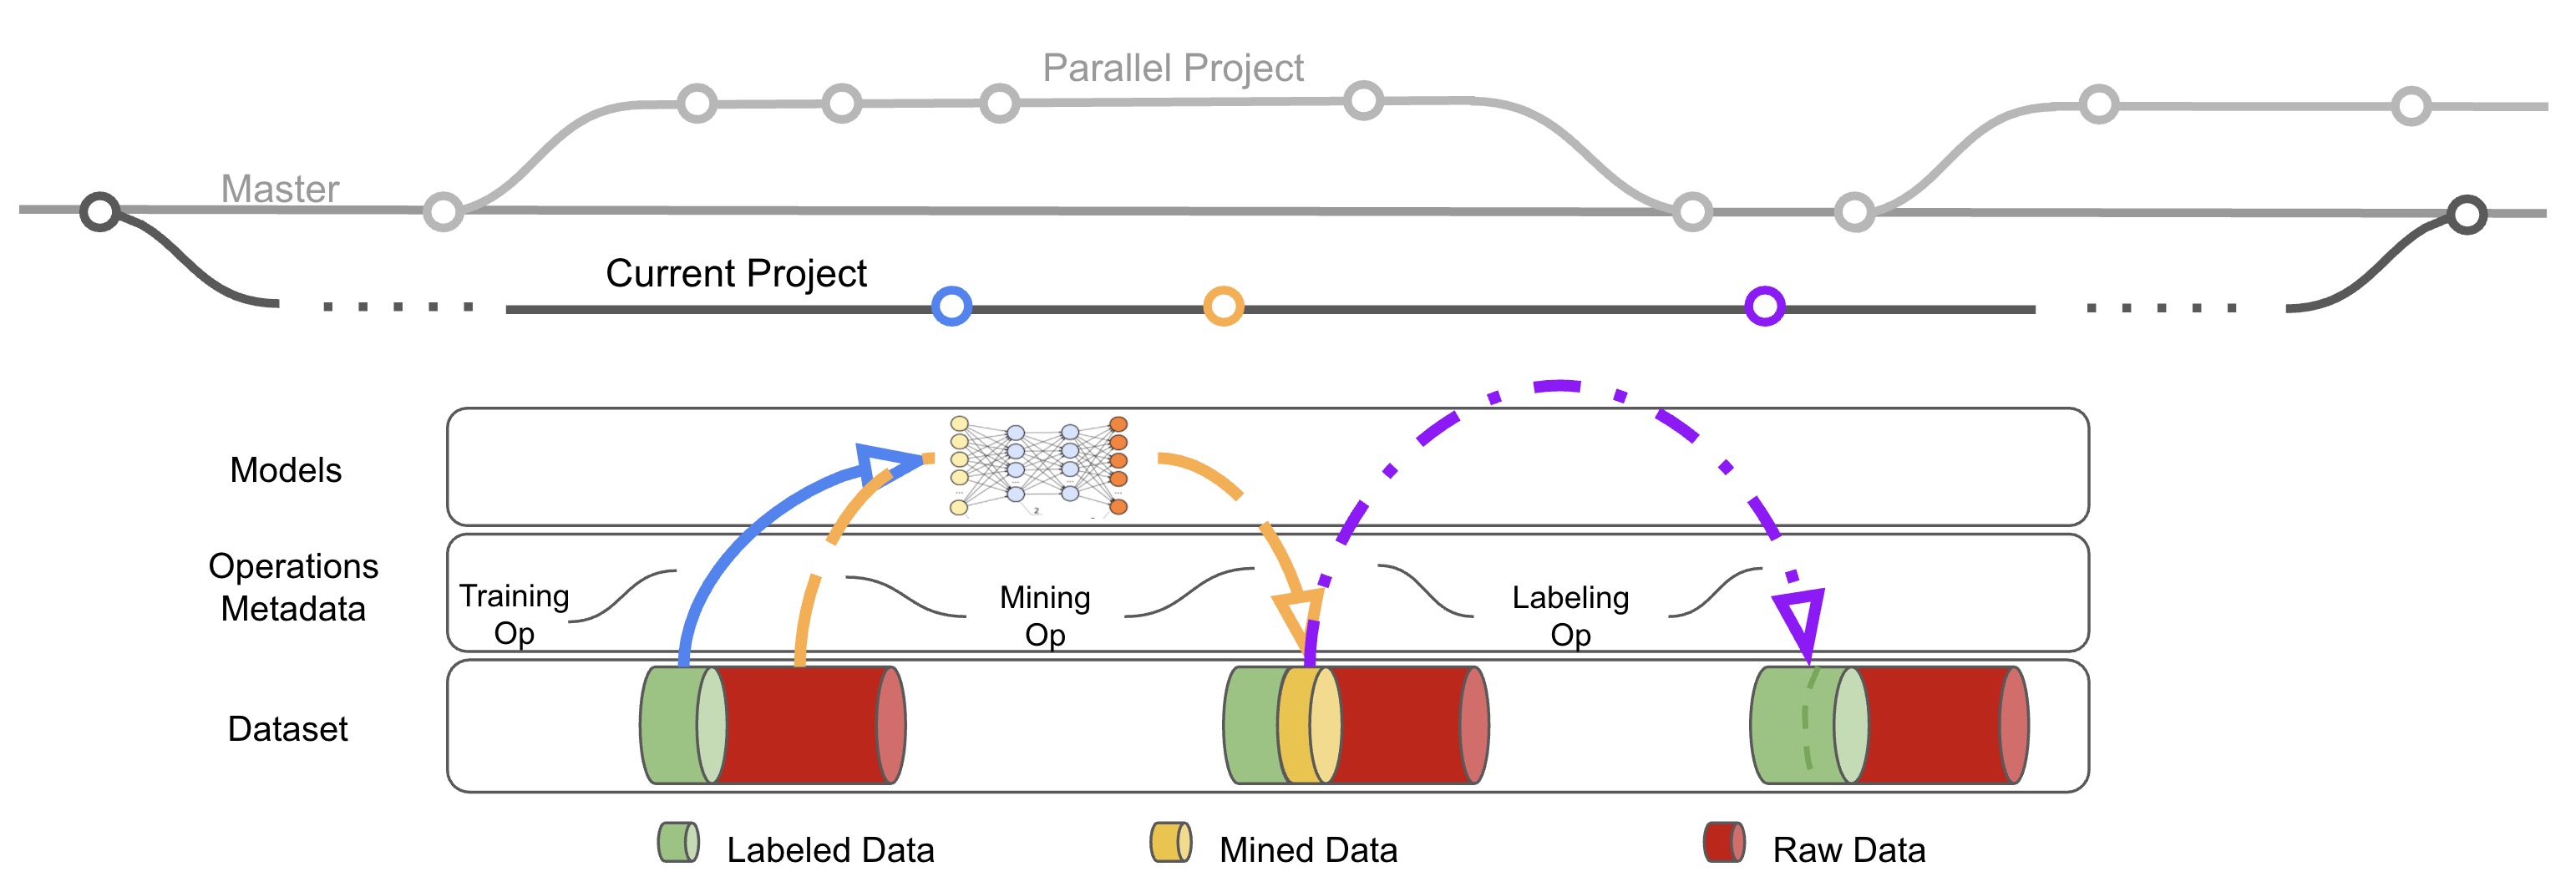 Parallel Project
Master
Current Project
Models
Operations
Metadata
Training
Op
Mining
Op
Labeling
Op
Dataset
Labeled Data
Mined Data
Raw Data